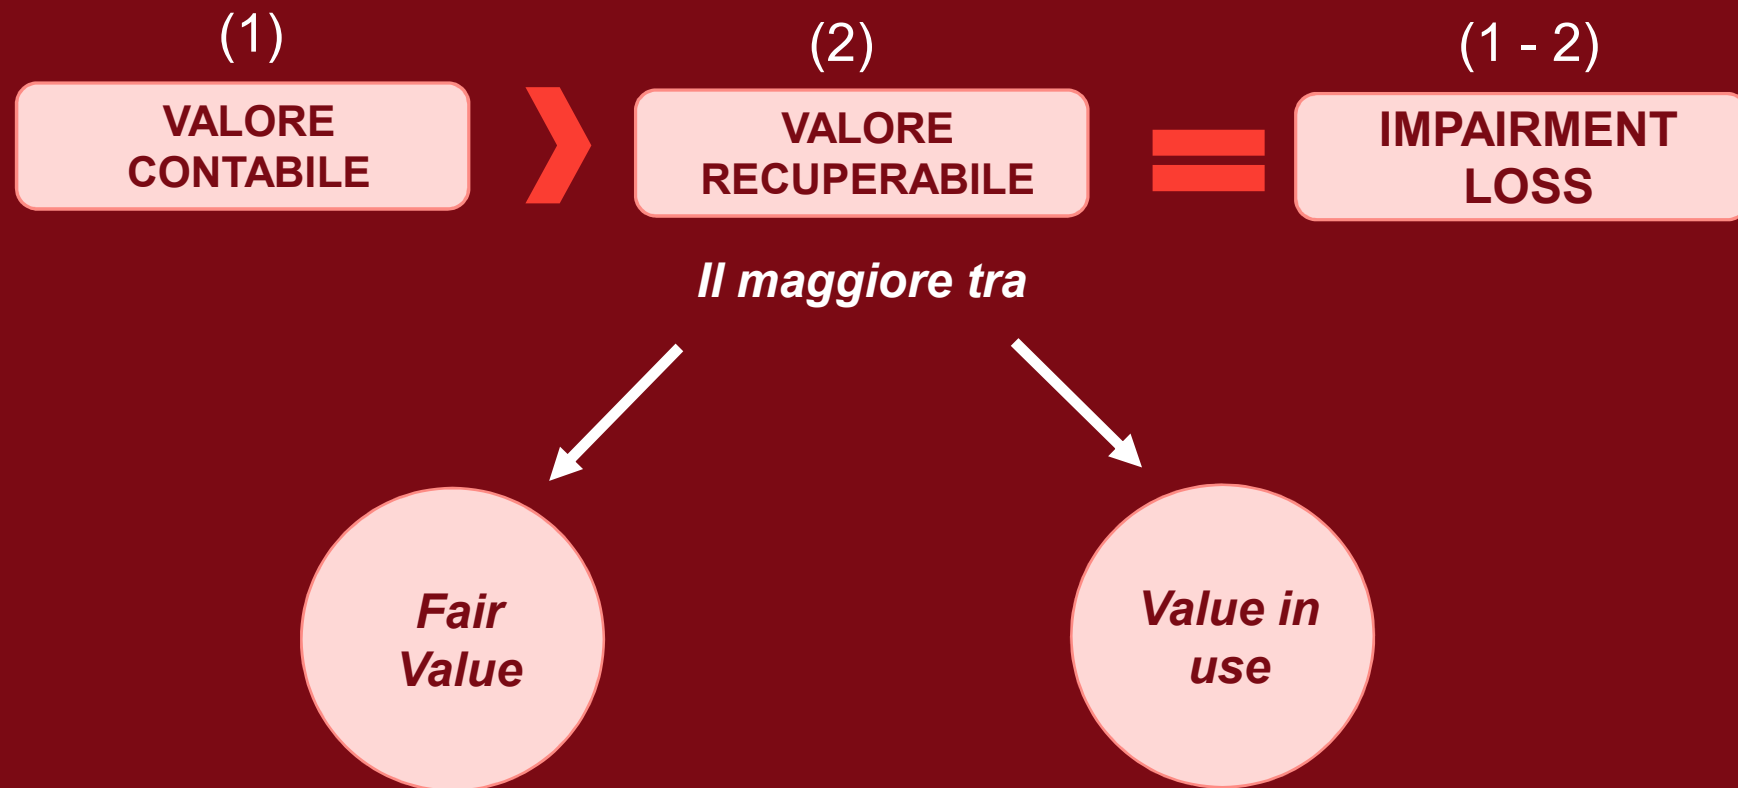 (1)
(2)
(1 - 2)
VALORE
CONTABILE
VALORE
RECUPERABILE
IMPAIRMENT
LOSS
Il maggiore tra
Fair
Value
Value in
use